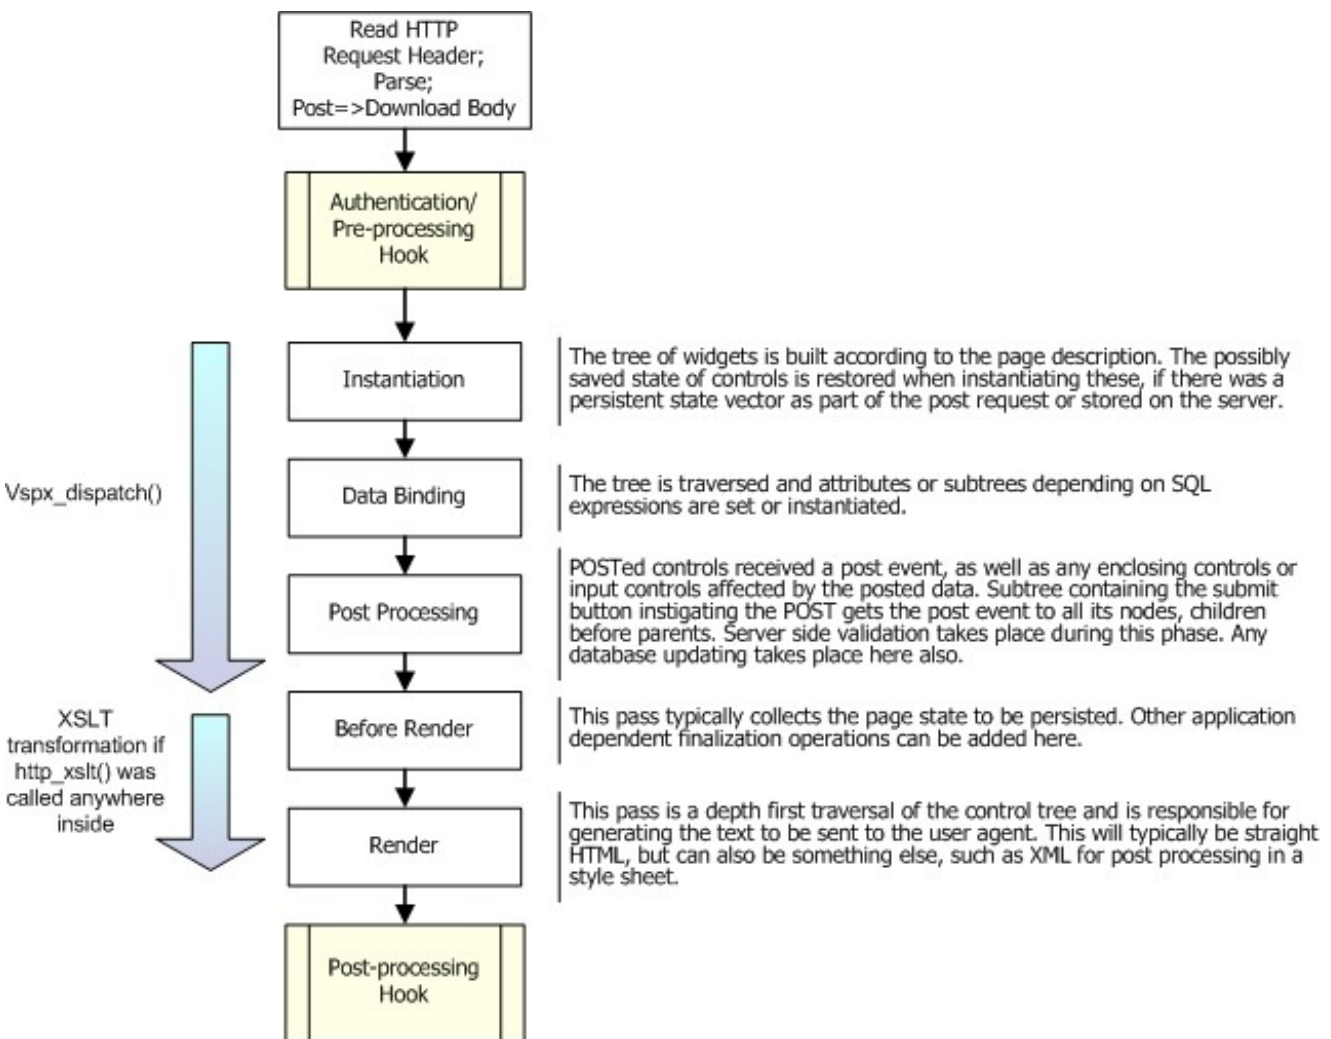 Read HTTP
Request Header;
Parse;
Post=>Download Body
Authentication/
Pre-processing
Hook
Instantiation
The tree of widgets is built according to the page description. The possibly
saved state of controls is restored when instantiating these, if there was a
persistent state vector as part of the post request or stored on the server.
Vspx_dispatch()
Data Binding
The tree is traversed and attributes or subtrees depending on SQL
expressions are set or instantiated.
Post Processing
POSTed controls received a post event, as well as any enclosing controls or
input controls affected by the posted data. Subtree containing the submit
button instigating the POST gets the post event to all its nodes, children
before parents. Server side validation takes place during this phase. Any
database updating takes place here also.
XSLT
transformation if
http_xslt() was
called anywhere
inside
Before Render
This pass typically collects the page state to be persisted. Other application
dependent finalization operations can be added here.
Render
This pass is a depth first traversal of the control tree and is responsible for
generating the text to be sent to the user agent. This will typically be straight
HTML, but can also be something else, such as XML for post processing in a
style sheet.
Post-processing
Hook